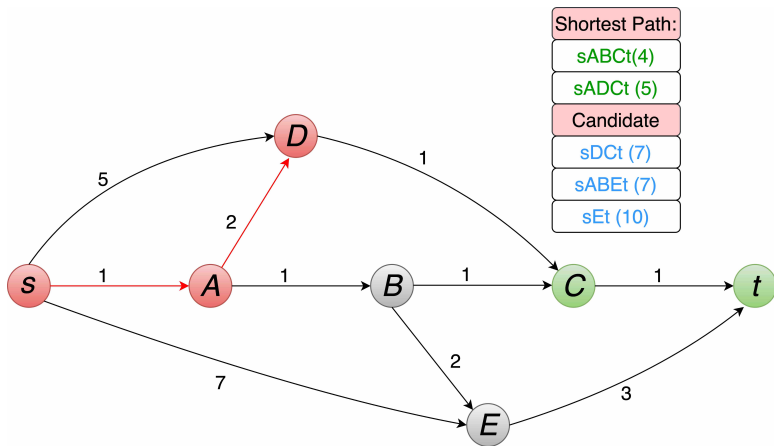 Shortest Path:
sABCt(4)
sADCt (5)
Candidate
sDCt (7)
sABEt (7)
sEt (10)
D
5
1
2
s
1
A
1
B
1
C
1
t
2
7
3
E